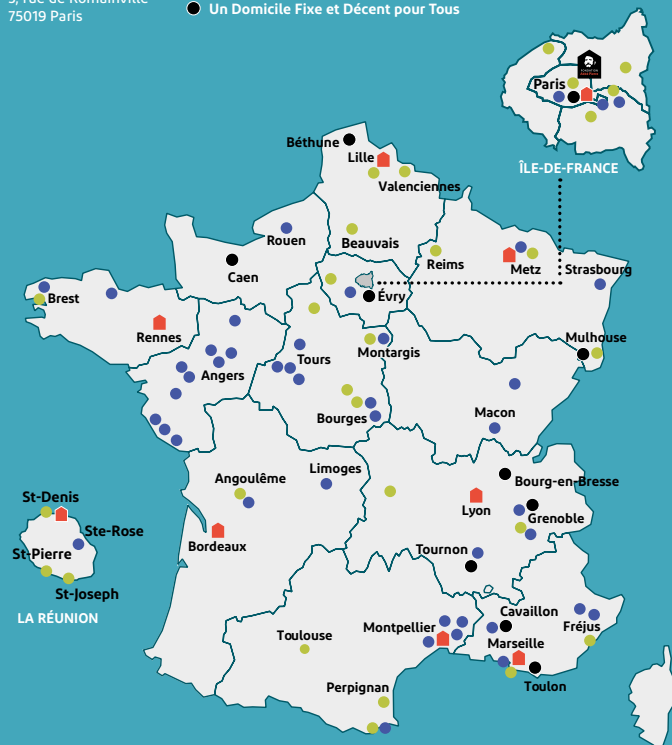 75019 Paris
Un Domicile Fixe et Décent pour Tous
Paris
ÎLE-DE-FRANCE
Béthune
Lille
Valenciennes
Rouen
Beauvais
Reims
Metz
Strasbourg
Caen
Évry
Brest
Rennes
Mulhouse
Montargis
Tours
Angers
Macon
Bourges
Limoges
Angoulême
Bourg-en-Bresse
St-Denis
Lyon
Grenoble
Ste-Rose
Bordeaux
Tournon
St-Pierre
St-Joseph
Cavaillon
LA RÉUNION
Montpellier
Fréjus
Toulouse
Marseille
Toulon
Perpignan